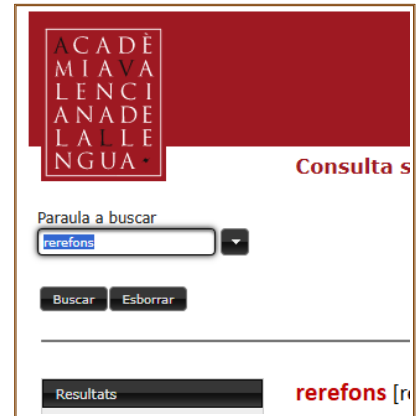 ACADÈ
MIAVA
LENCI
ANADE
LALLE
NGUA
Consulta s
Paraula a buscar
rerefons
Buscar Esborrar
Resultats
rerefons [r